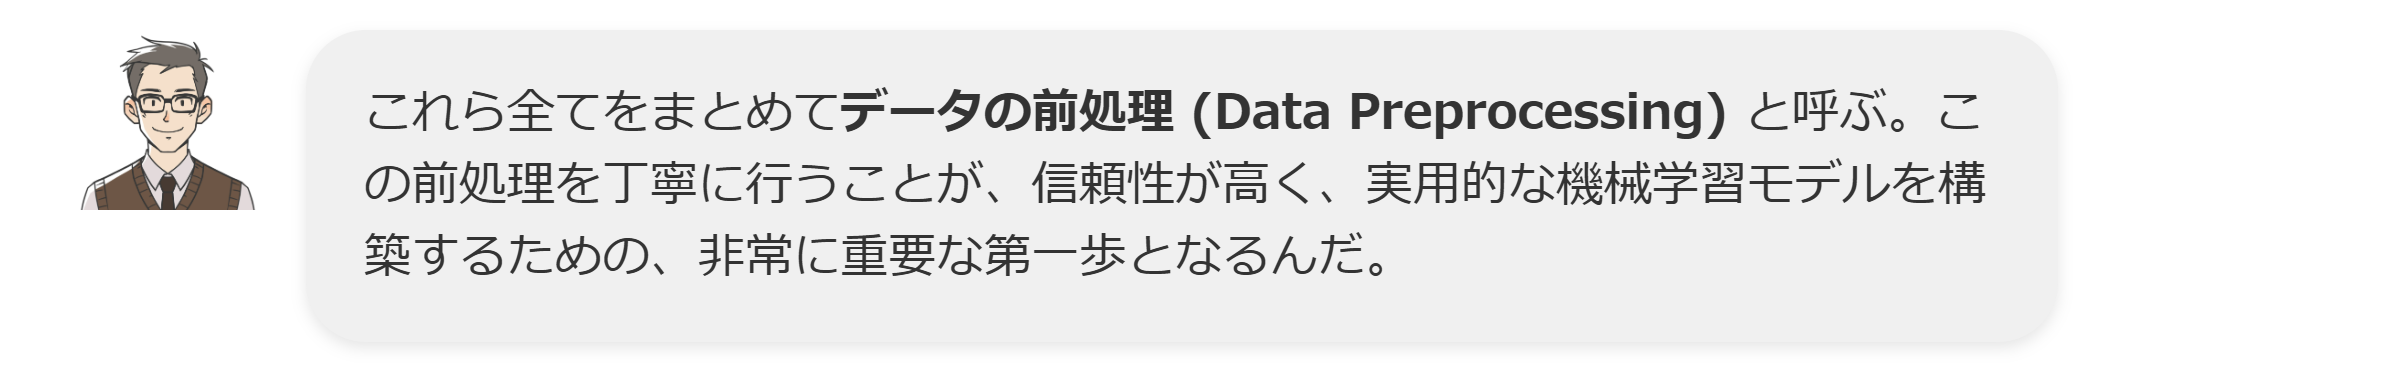 これら全てをまとめてデータの前処理 (Data Preprocessing) と呼ぶ。こ
の前処理を丁寧に行うことが、信頼性が高く、実用的な機械学習モデルを構
築するための、非常に重要な第一歩となるんだ。